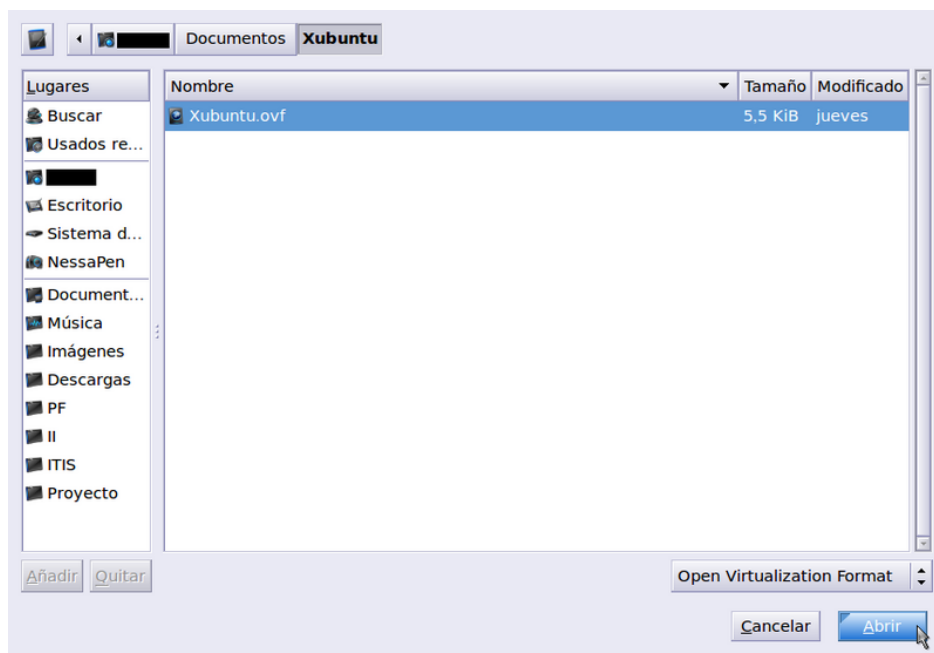 Documentos Xubuntu
Lugares
Buscar
Usados re...
Escritorio
Sistema d...
NessaPen
Document...
Música
Imágenes
Descargas
PF
II
ITIS
Proyecto
Nombre Tamaño Modificado
Xubuntu.ovf 5,5 KiB jueves
Añadir Quitar
Open Virtualization Format
Cancelar Abrir